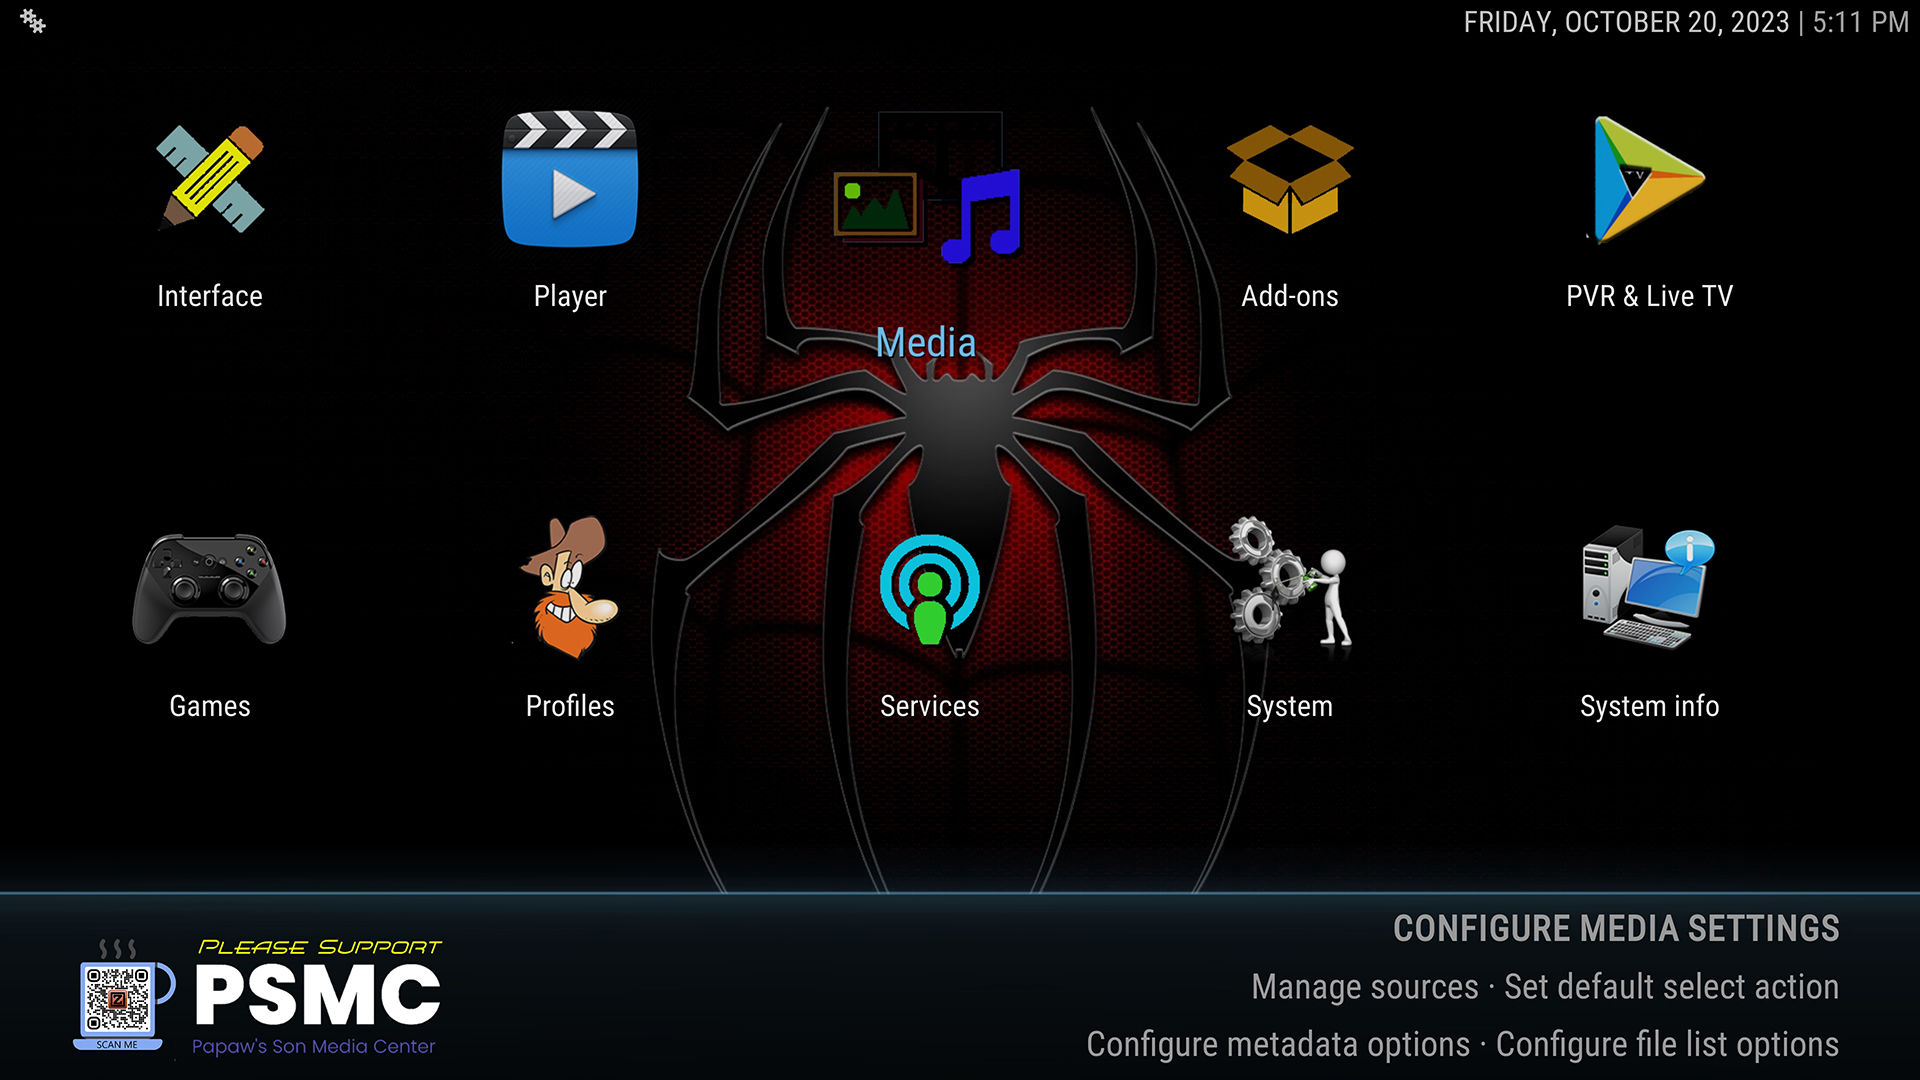 FRIDAY, OCTOBER 20, 2023 | 5:11 PM
Interface
Player
Media
Add-ons
TV
PVR & Live TV
Games
Profiles
Services
System
System info
CONFIGURE MEDIA SETTINGS
Manage sources · Set default select action
Configure metadata options · Configure file list options
PLEASE SUPPORT
PSMC
Papaw's Son Media Center
SCAN ME